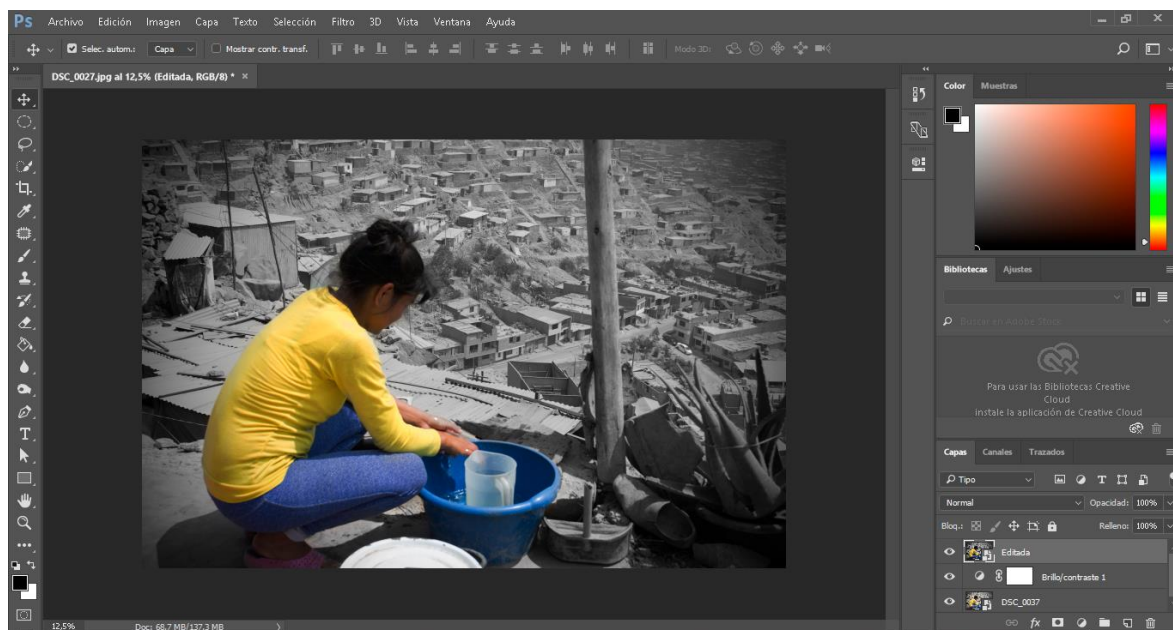 Ps Archivo Edición Imagen Capa Texto Selección Filtro 3D Vista Ventana Ayuda
Selec. autom.: Capa Mostrar contr. transf. Modo 3D:
DSC_0027.jpg al 12,5% (Editada, RGB/8) * ×
Color Muestras
Bibliotecas Ajustes
Buscar en Adobe Stock
Para usar las Bibliotecas Creative
Cloud
instale la aplicación de Creative Cloud
Capas Canales Trazados
Tipo
Normal Opacidad: 100%
Bloq.: Relleno: 100%
Editada
Brillo/contraste 1
DSC_0037
12,5% Doc: 68,7 MB/137,3 MB